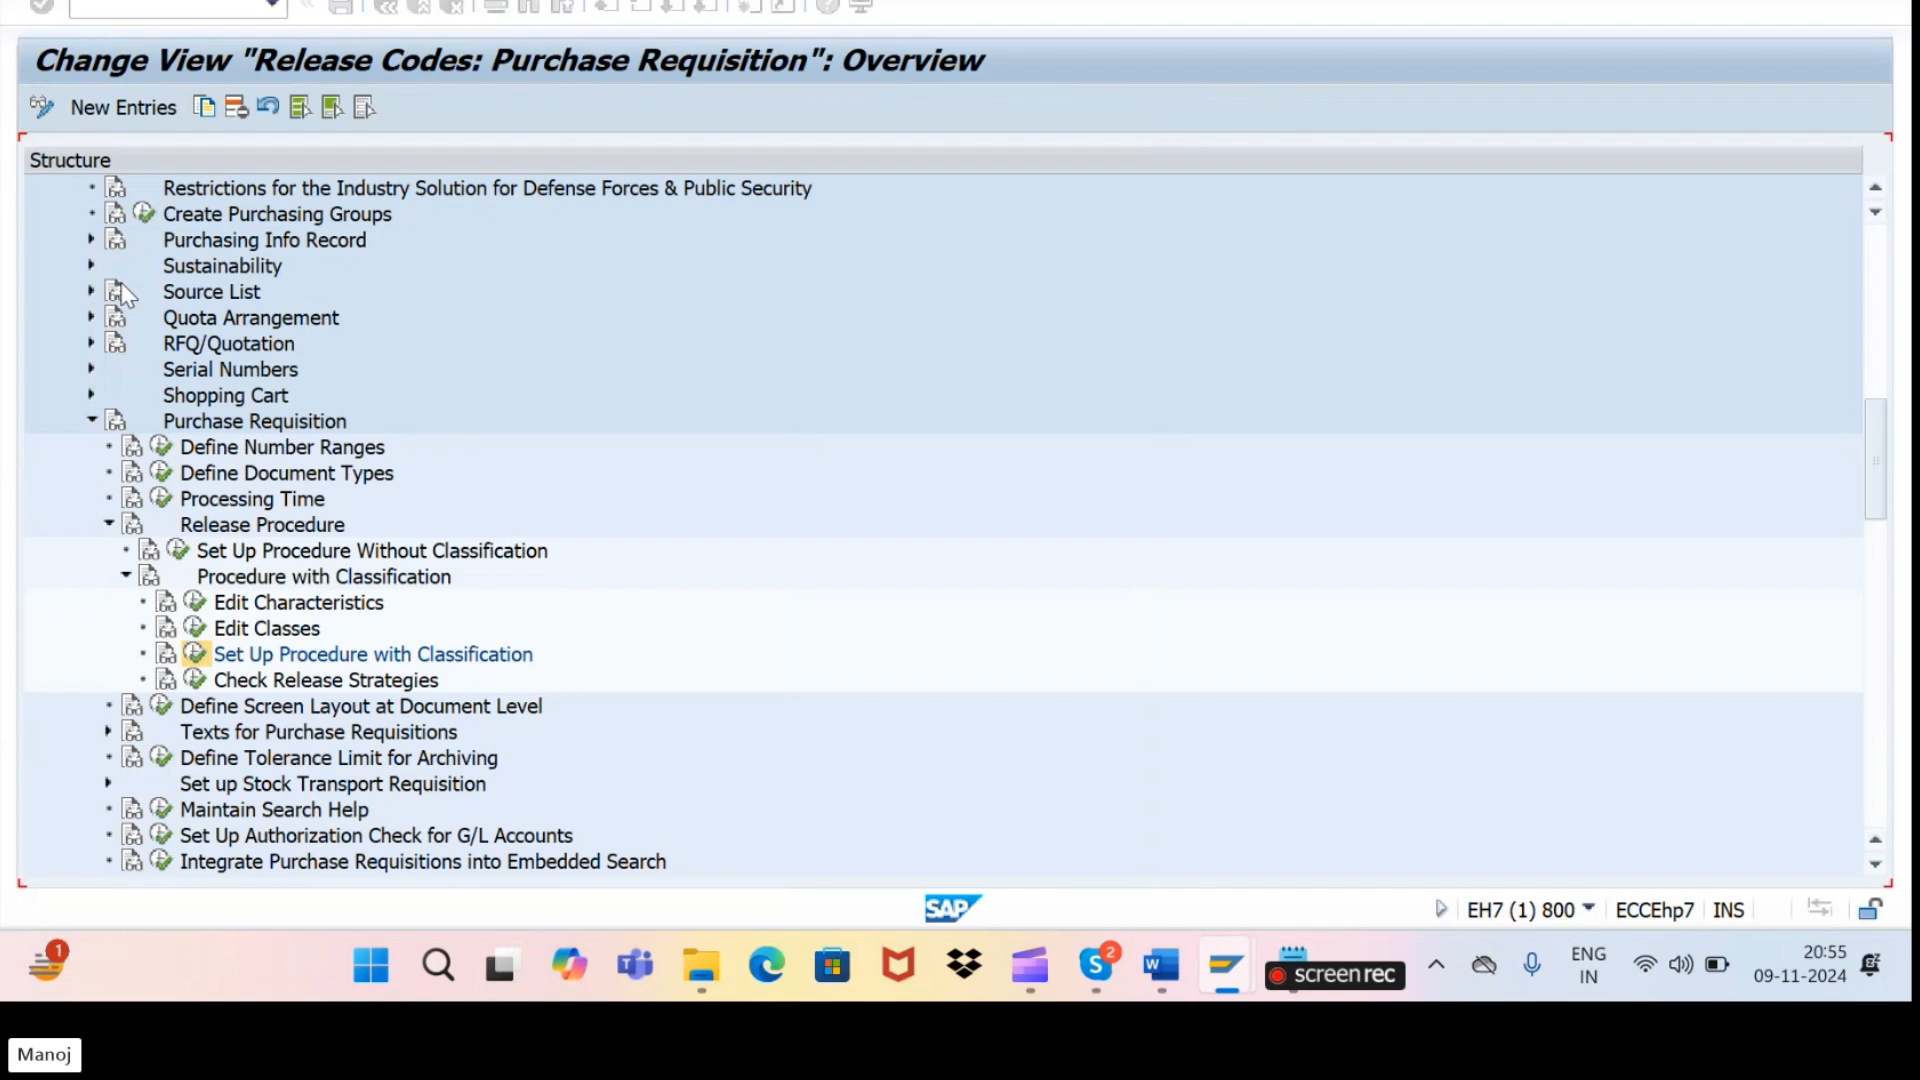 Change View "Release Codes: Purchase Requisition": Overview
New Entries
Structure
Restrictions for the Industry Solution for Defense Forces & Public Security
Create Purchasing Groups
Purchasing Info Record
Sustainability
Source List
Quota Arrangement
RFQ/Quotation
Serial Numbers
Shopping Cart
Purchase Requisition
Define Number Ranges
Define Document Types
Processing Time
Release Procedure
Set Up Procedure Without Classification
Procedure with Classification
Edit Characteristics
Edit Classes
Set Up Procedure with Classification
Check Release Strategies
Define Screen Layout at Document Level
Texts for Purchase Requisitions
Define Tolerance Limit for Archiving
Set up Stock Transport Requisition
Maintain Search Help
Set Up Authorization Check for G/L Accounts
Integrate Purchase Requisitions into Embedded Search
SAP
EH7 (1) 800 ECCEhp7 INS
1
2
screenrec
ENG
IN
20:55
09-11-2024
Manoj